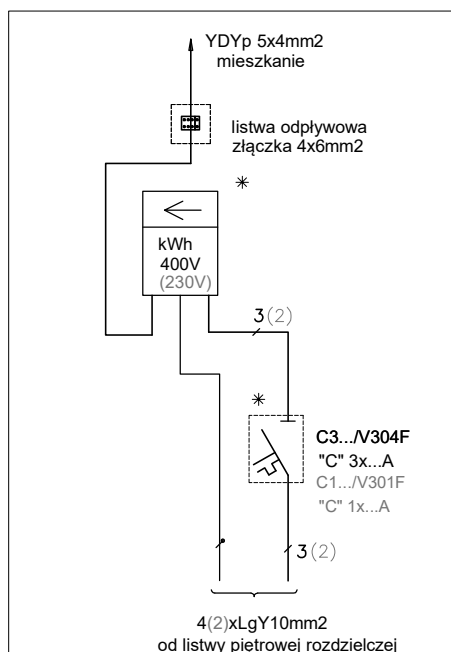 YDYp 5x4mm2
mieszkanie
listwa odpływowa
złączka 4x6mm2
kWh
400V
(230V)
3(2)
C3.../V304F
"C" 3x...A
C1.../V301F
"C" 1x...A
3(2)
4(2)xLgY10mm2
od listwy piętrowej rozdzielczej